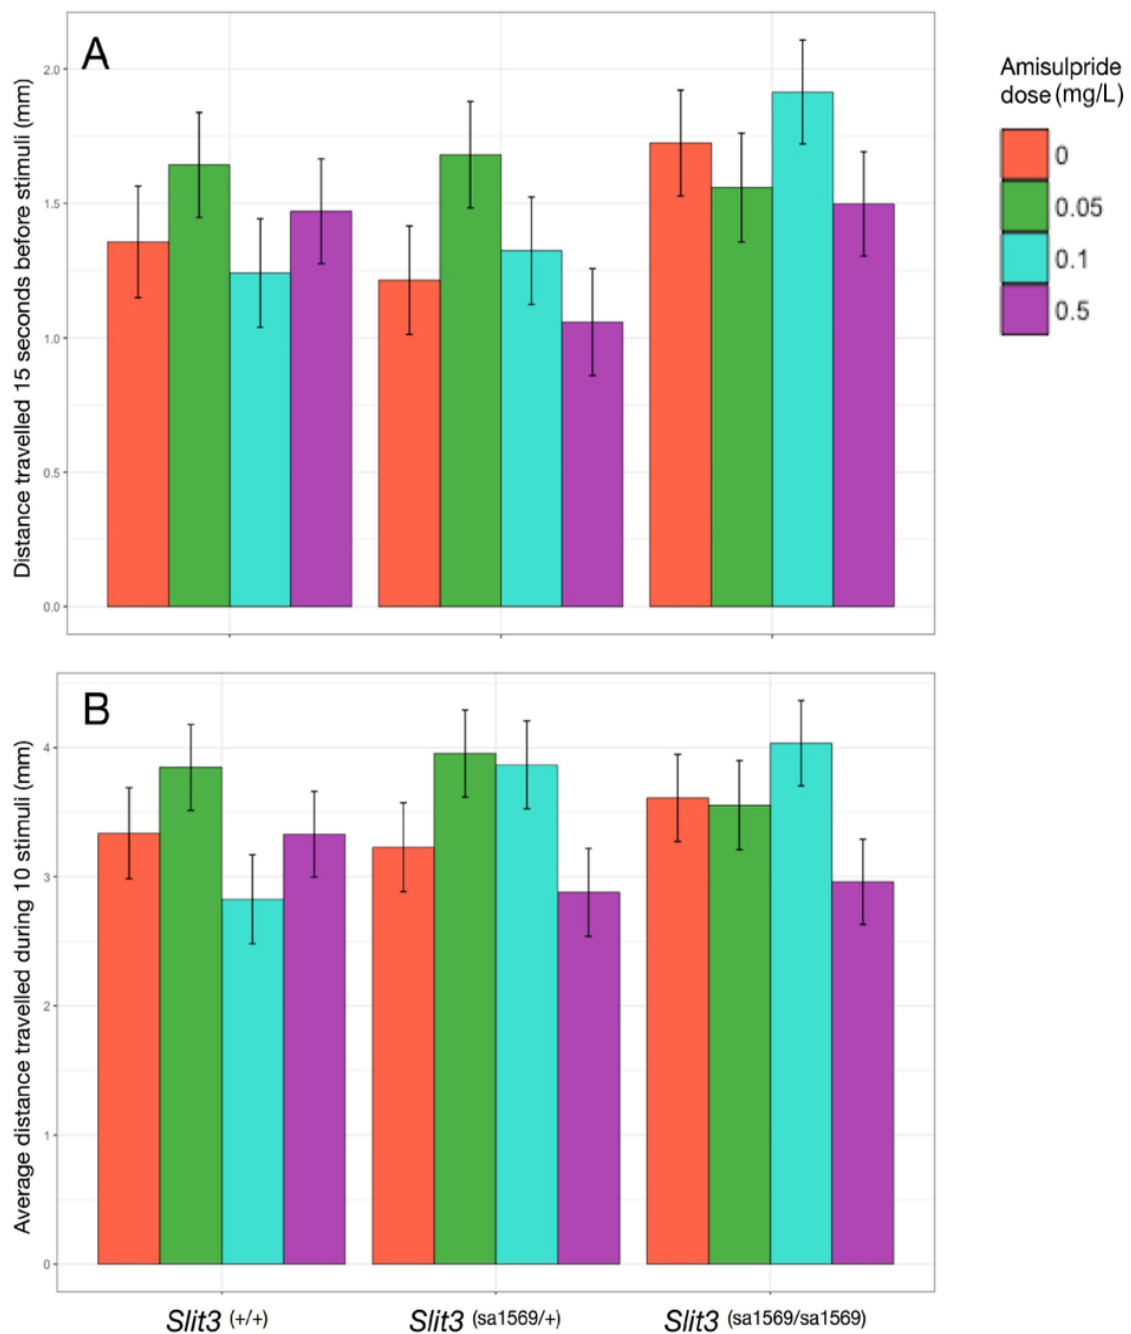 A
Distance travelled 15 seconds before stimuli (mm)
2.0
1.5
1.0
0.5
0.0
Amisulpride
dose (mg/L)
0
0.05
0.1
0.5
B
Average distance travelled during 10 stimuli (mm)
4
3
2
1
0
Slit3 (+/+)
Slit3 (sa1569/+)
Slit3 (sa1569/sa1569)